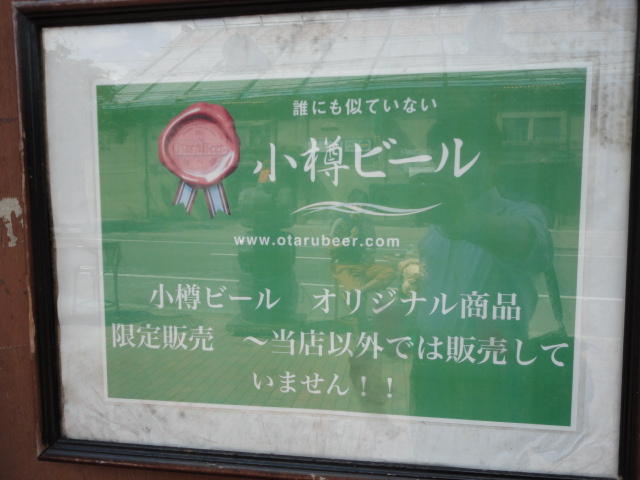 誰にも似ていない
小樽ビール
www.otarubeer.com
小樽ビール　オリジナル商品
限定販売　～当店以外では販売して
いません！！